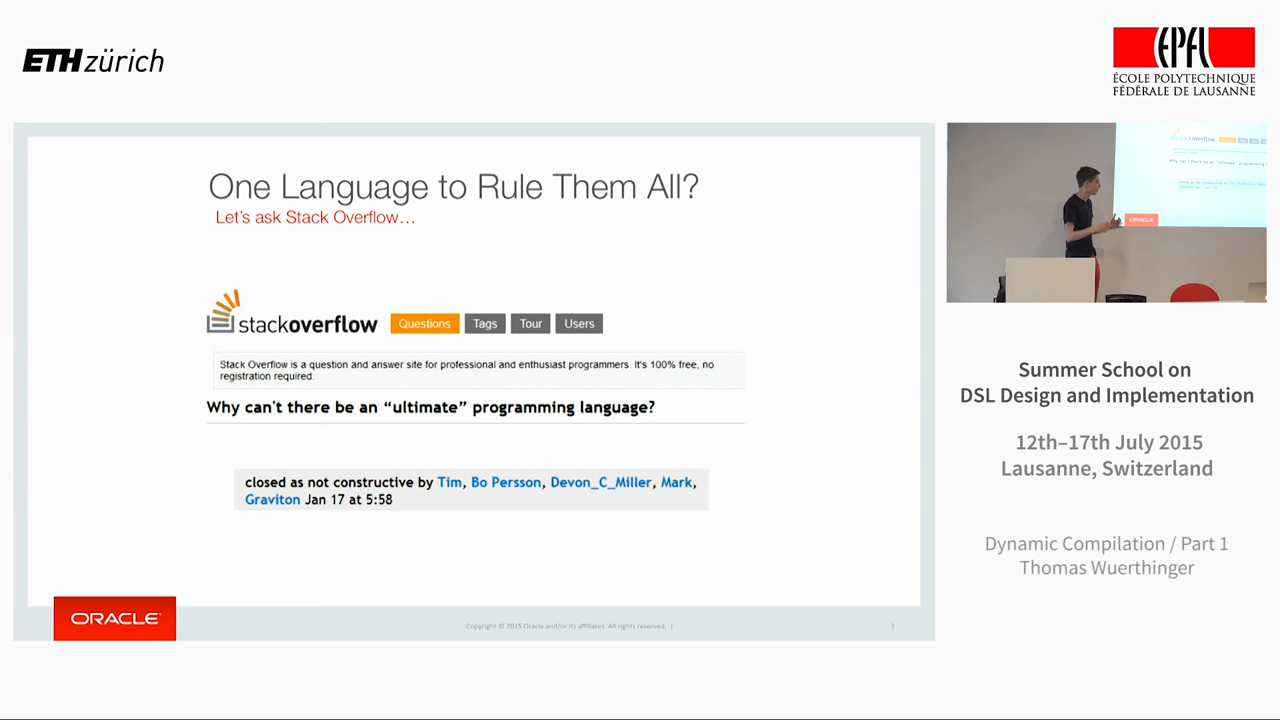 ETH zürich
EPFL
ÉCOLE POLYTECHNIQUE
FÉDÉRALE DE LAUSANNE
One Language to Rule Them All?
Let's ask Stack Overflow…
stackoverflow
Questions
Tags
Tour
Users
Stack Overflow is a question and answer site for professional and enthusiast programmers. It's 100% free, no
registration required.
Why can't there be an “ultimate” programming language?
closed as not constructive by Tim, Bo Persson, Devon_C_Miller, Mark,
Graviton Jan 17 at 5:58
ORACLE
Copyright © 2015 Oracle and/or its affiliates. All rights reserved. |
3
stackoverflow
ORACLE
Summer School on
DSL Design and Implementation
12th–17th July 2015
Lausanne, Switzerland
Dynamic Compilation / Part 1
Thomas Wuerthinger